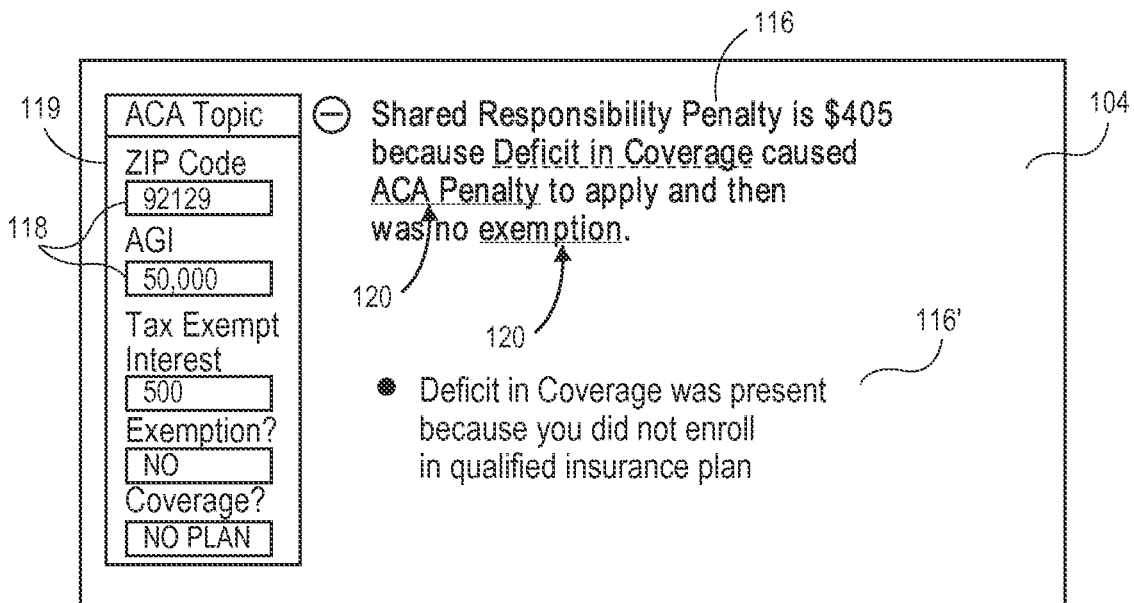 116
104
119
ACA Topic
ZIP Code
92129
118
AGI
50,000
Tax Exempt
Interest
500
Exemption?
NO
Coverage?
NO PLAN
Shared Responsibility Penalty is $405
because Deficit in Coverage caused
ACA Penalty to apply and then
was no exemption.
120
120
116'
Deficit in Coverage was present
because you did not enroll
in qualified insurance plan